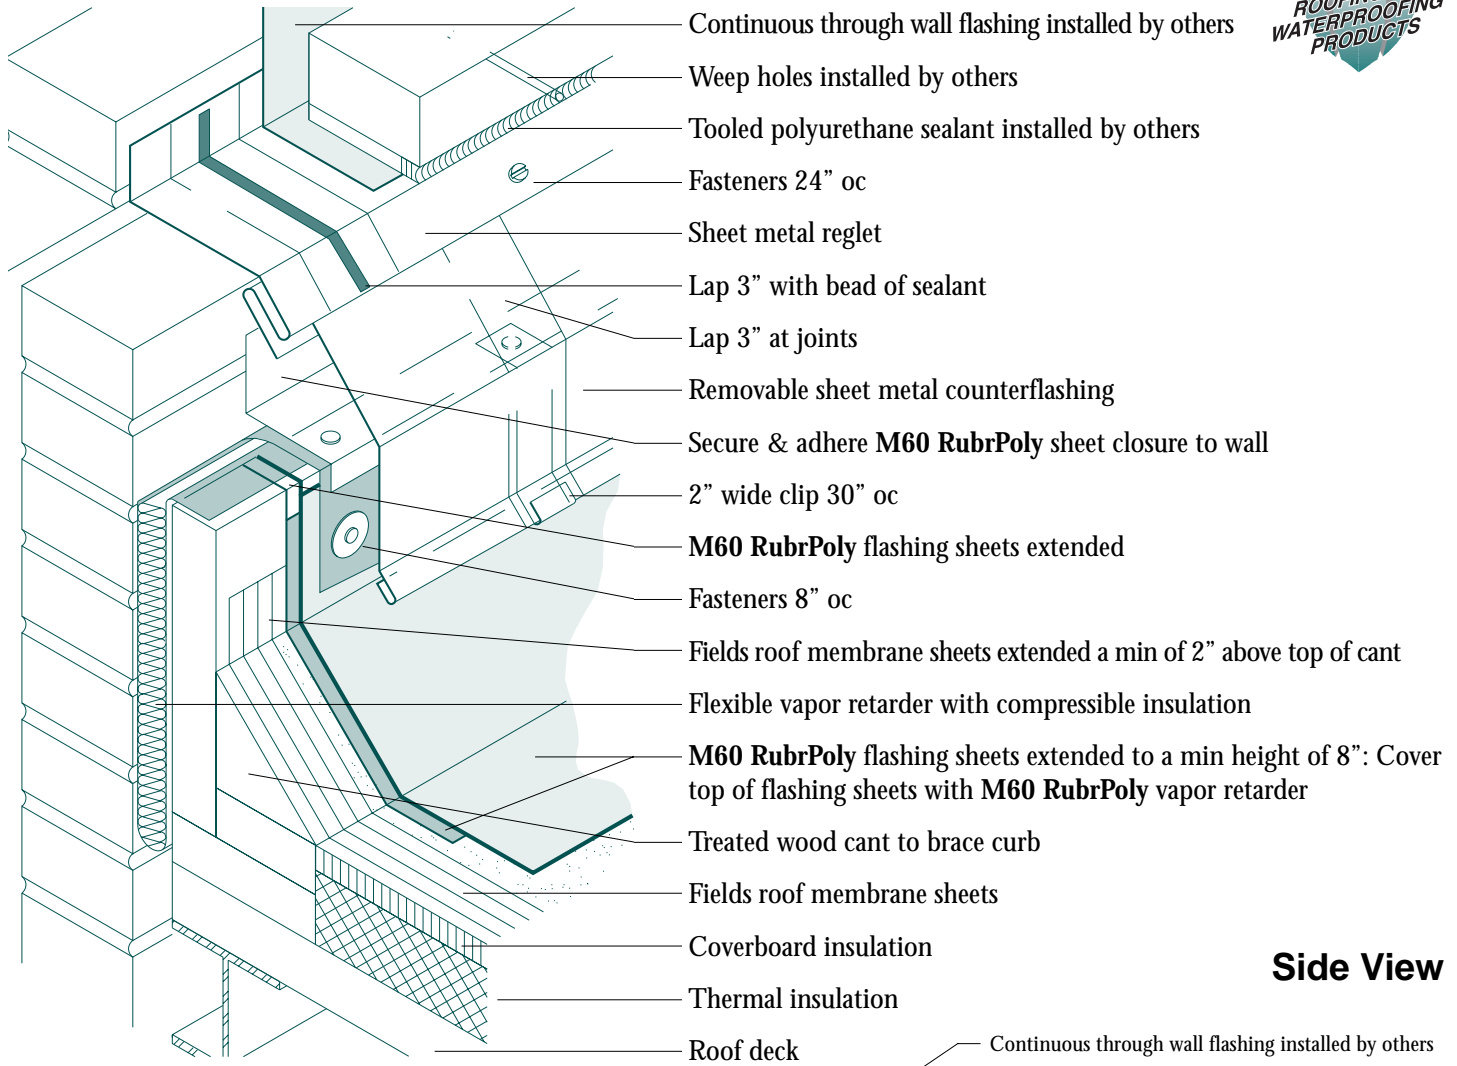 ROOFING
WATERPROOFING
PRODUCTS
Continuous through wall flashing installed by others
Weep holes installed by others
Tooled polyurethane sealant installed by others
Fasteners 24” oc
Sheet metal reglet
Lap 3” with bead of sealant
Lap 3” at joints
Removable sheet metal counterflashing
Secure & adhere M60 RubrPoly sheet closure to wall
2” wide clip 30” oc
M60 RubrPoly flashing sheets extended
Fasteners 8” oc
Fields roof membrane sheets extended a min of 2” above top of cant
Flexible vapor retarder with compressible insulation
M60 RubrPoly flashing sheets extended to a min height of 8”: Cover
top of flashing sheets with M60 RubrPoly vapor retarder
Treated wood cant to brace curb
Fields roof membrane sheets
Coverboard insulation
Thermal insulation
Roof deck
Side View
Continuous through wall flashing installed by others